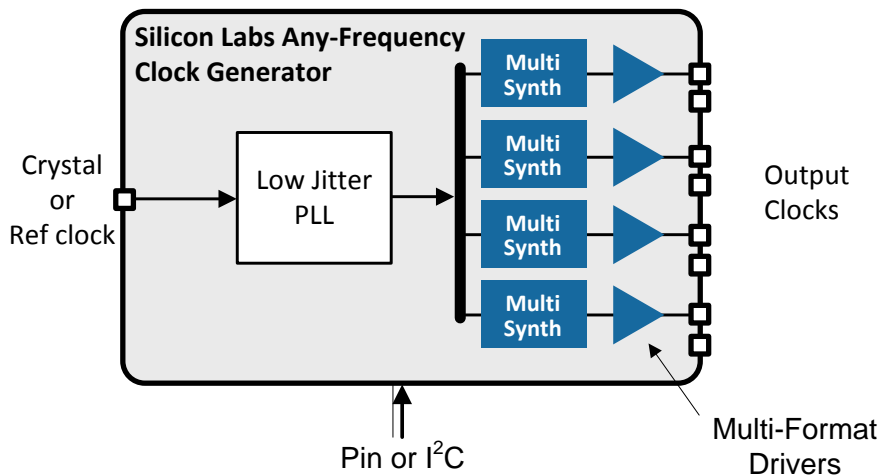 Silicon Labs Any-Frequency
Clock Generator
Multi
Synth
Multi
Synth
Crystal
or
Ref clock
Low Jitter
PLL
Output
Clocks
Multi
Synth
Multi
Synth
Pin or I²C
Multi-Format
Drivers